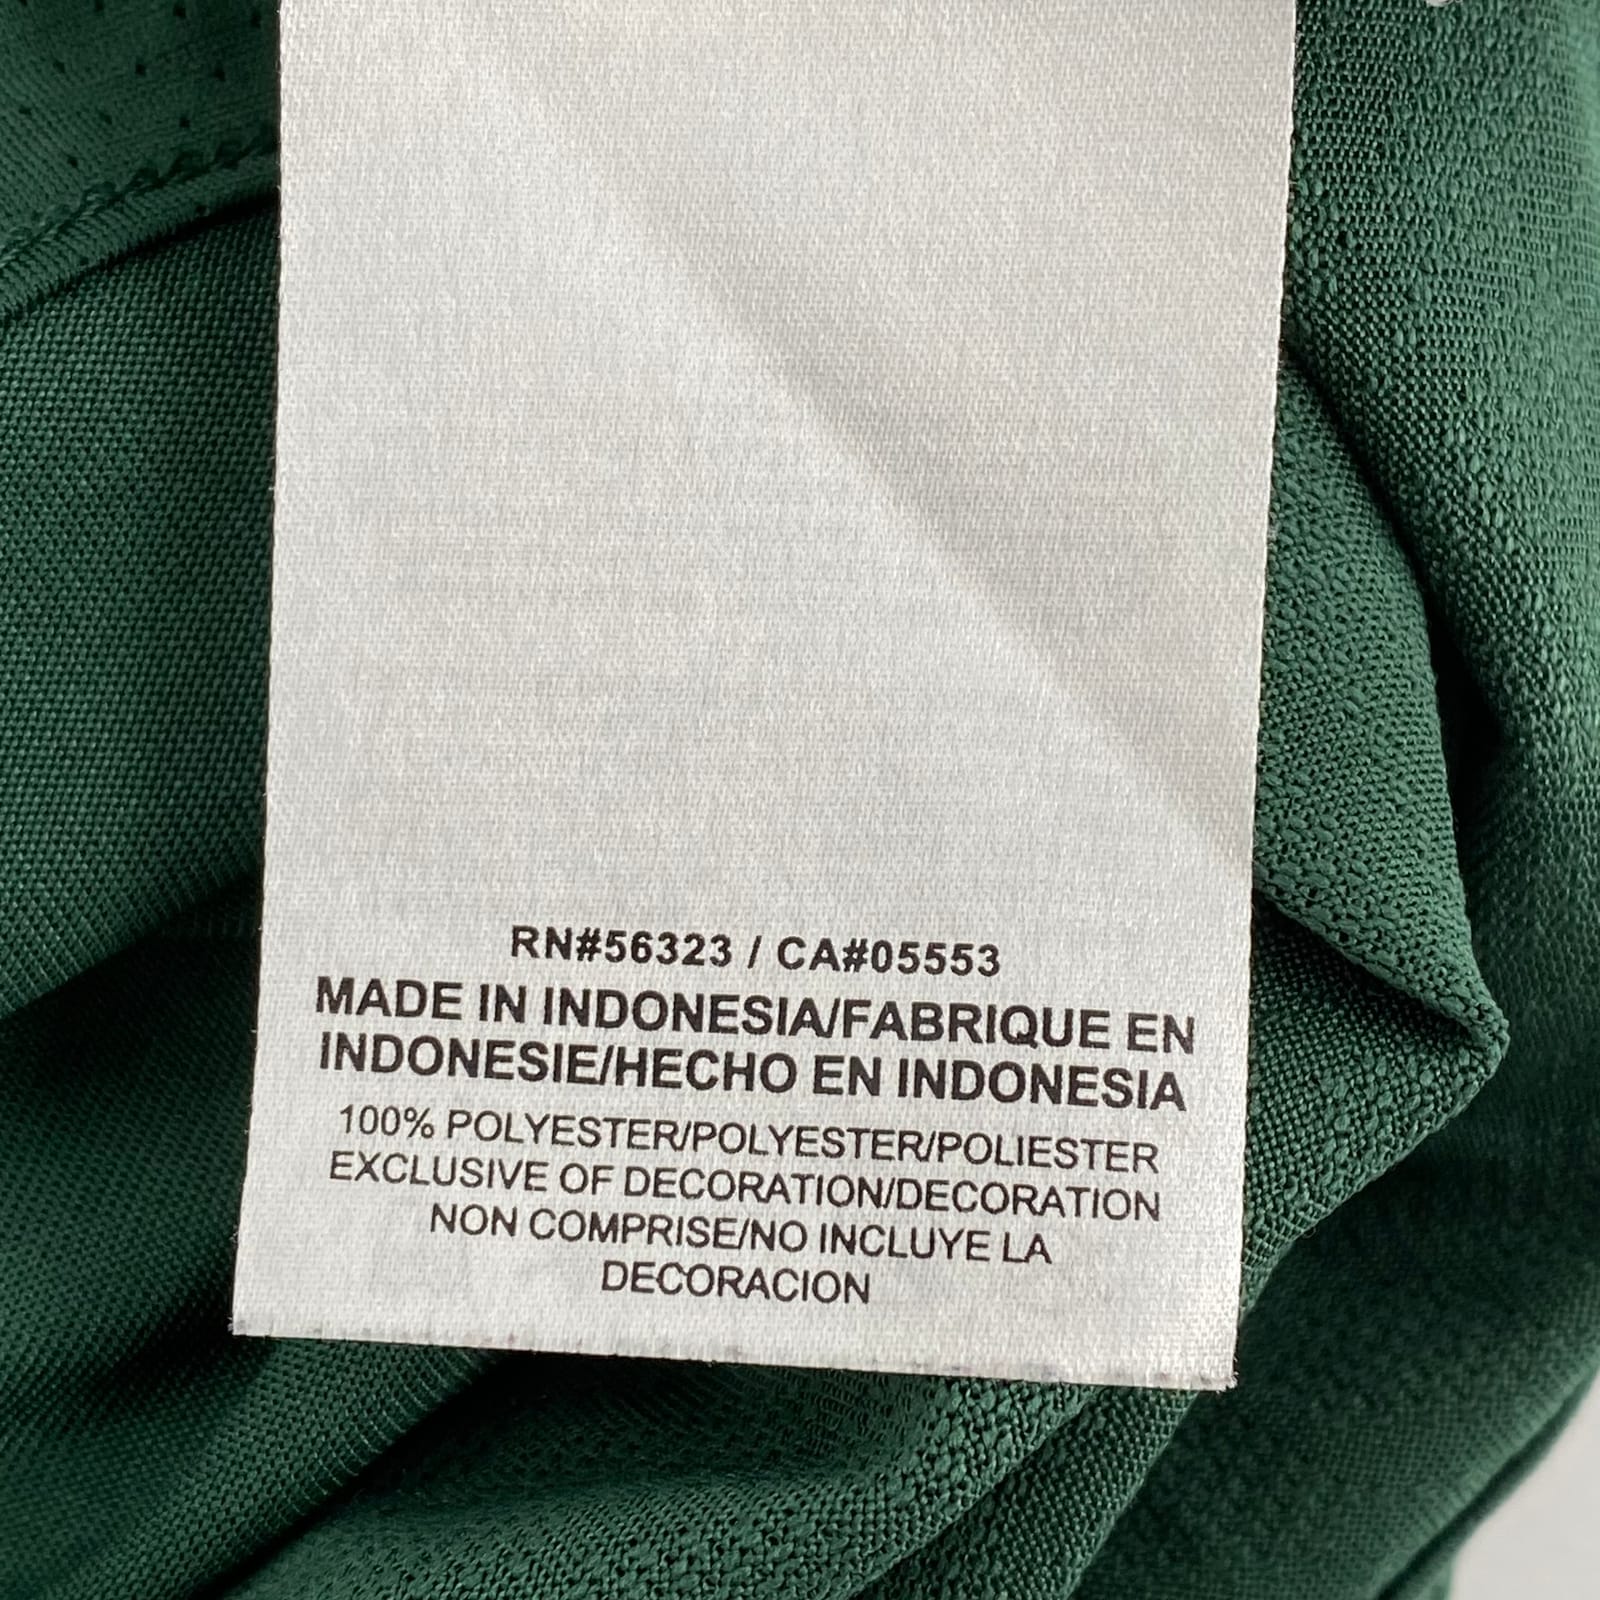 RN#56323 / CA#05553
MADE IN INDONESIA/FABRIQUE EN
INDONESIE/HECHO EN INDONESIA
100% POLYESTER/POLYESTER/POLIESTER
EXCLUSIVE OF DECORATION/DECORATION
NON COMPRISE/NO INCLUYE LA
DECORACION